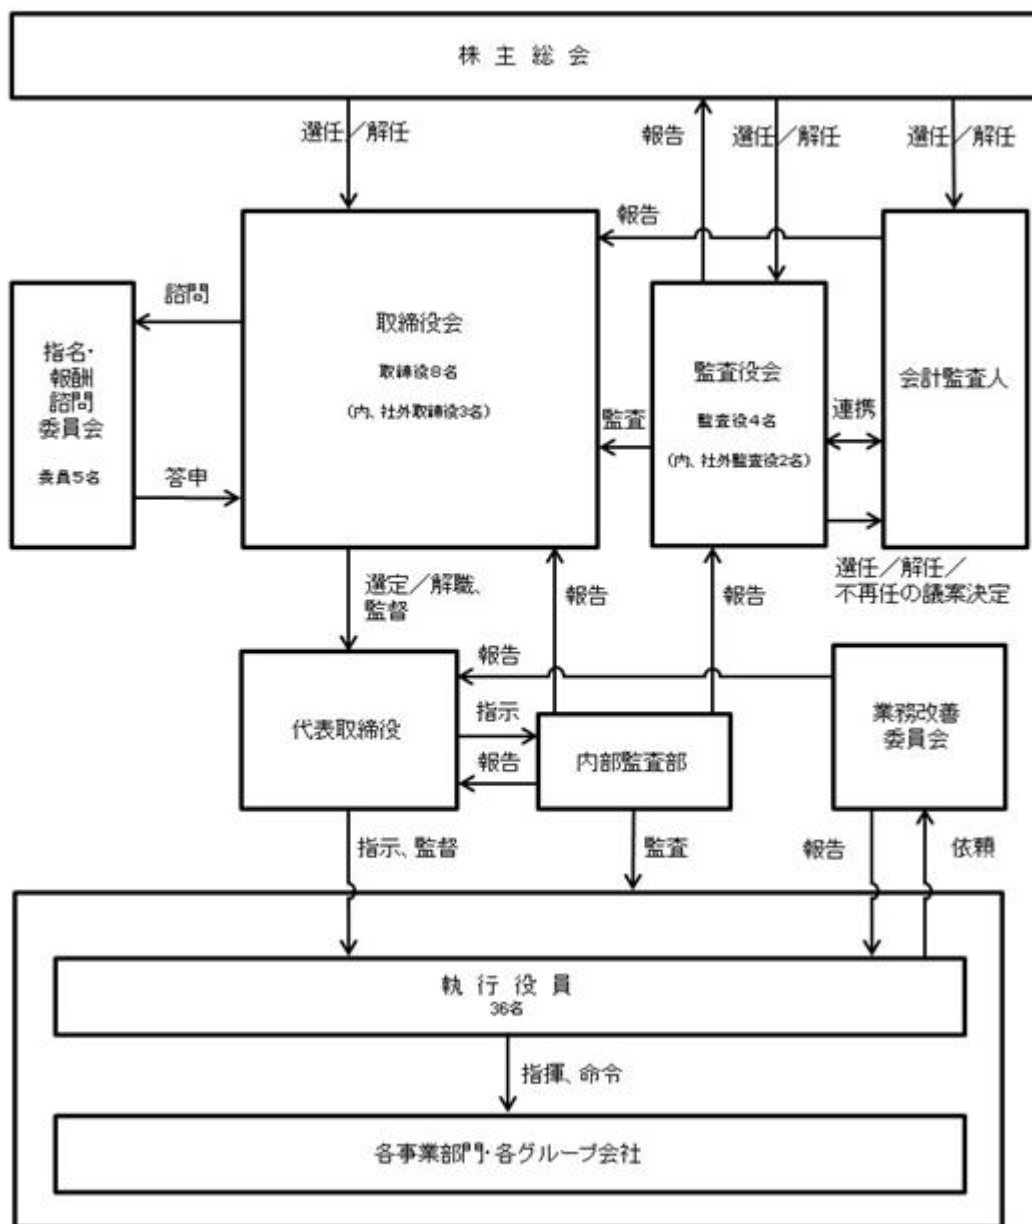 株主総会
選任／解任
報告
選任／解任
選任／解任
報告
諮問
取締役会
取締役8名
（内、社外取締役3名）
指名・
報酬
諮問
委員会
委員5名
答申
監査
監査役会
監査役4名
（内、社外監査役2名）
連携
会計監査人
選任／解任／
不再任の議案決定
選定／解職、
監督
報告
報告
報告
代表取締役
指示
報告
内部監査部
業務改善
委員会
指示、監督
監査
報告
依頼
執行役員
36名
指揮、命令
各事業部門・各グループ会社